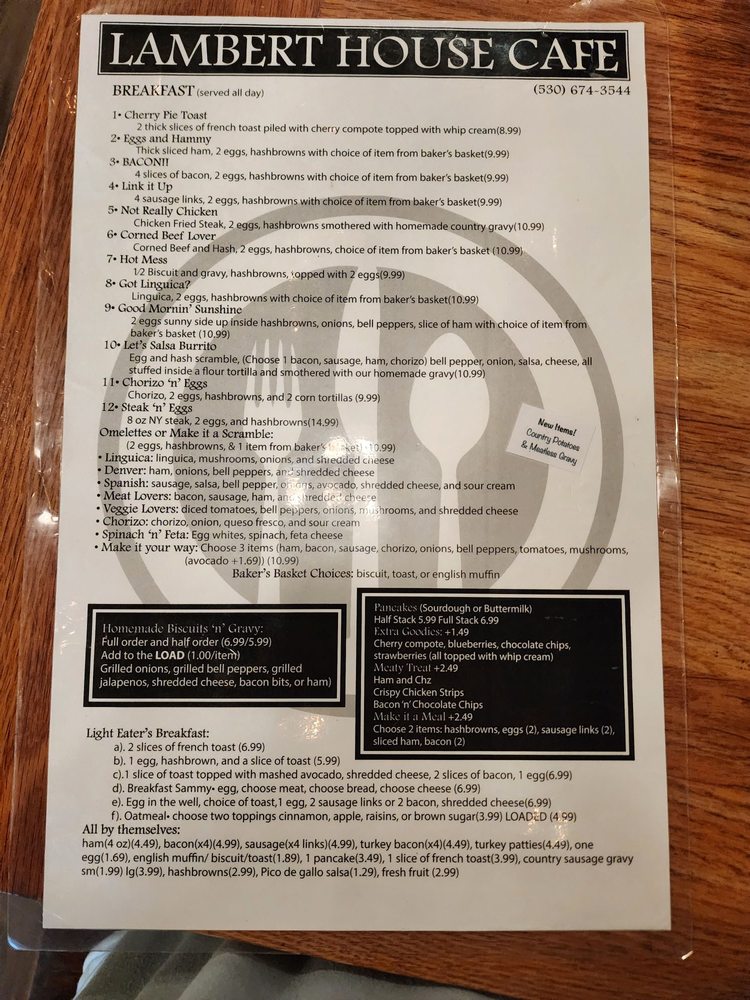 LAMBERT HOUSE CAFE
BREAKFAST (served all day)
(530) 674-3544
1• Cherry Pie Toast
2 thick slices of french toast piled with cherry compote topped with whip cream(8.99)
2• Eggs and Hammy
Thick sliced ham, 2 eggs, hashbrowns with choice of item from baker's basket(9.99)
3• BACON!!
4 slices of bacon, 2 eggs, hashbrowns with choice of item from baker's basket(9.99)
4• Link it Up
4 sausage links, 2 eggs, hashbrowns with choice of item from baker's basket(9.99)
5• Not Really Chicken
Chicken Fried Steak, 2 eggs, hashbrowns smothered with homemade country gravy(10.99)
6• Corned Beef Lover
Corned Beef and Hash, 2 eggs, hashbrowns, choice of item from baker's basket (10.99)
7• Hot Mess
1⁄2 Biscuit and gravy, hashbrowns, topped with 2 eggs(9.99)
8• Got Linguica?
Linguica, 2 eggs, hashbrowns with choice of item from baker's basket(10.99)
9• Good Mornin' Sunshine
2 eggs sunny side up inside hashbrowns, onions, bell peppers, slice of ham with choice of item from
baker's basket (10.99)
10• Let's Salsa Burrito
Egg and hash scramble, (Choose 1 bacon, sausage, ham, chorizo) bell pepper, onion, salsa, cheese, all
stuffed inside a flour tortilla and smothered with our homemade gravy(10.99)
11• Chorizo 'n' Eggs
Chorizo, 2 eggs, hashbrowns, and 2 corn tortillas (9.99)
12• Steak 'n' Eggs
8 oz NY steak, 2 eggs, and hashbrowns(14.99)
New Items!
Country Potatoes
& Meatless Gravy
Omelettes or Make it a Scramble:
(2 eggs, hashbrowns, & 1 item from baker's basket) (10.99)
• Linguica: linguica, mushrooms, onions, and shredded cheese
• Denver: ham, onions, bell peppers, and shredded cheese
• Spanish: sausage, salsa, bell pepper, onions, avocado, shredded cheese, and sour cream
• Meat Lovers: bacon, sausage, ham, and shredded cheese
• Veggie Lovers: diced tomatoes, bell peppers, onions, mushrooms, and shredded cheese
• Chorizo: chorizo, onion, queso fresco, and sour cream
• Spinach 'n' Feta: Egg whites, spinach, feta cheese
• Make it your way: Choose 3 items (ham, bacon, sausage, chorizo, onions, bell peppers, tomatoes, mushrooms,
(avocado +1.69)) (10.99)
Baker's Basket Choices: biscuit, toast, or english muffin
Homemade Biscuits 'n' Gravy:
Full order and half order (6.99/5.99)
Add to the LOAD (1.00/item)
Grilled onions, grilled bell peppers, grilled
jalapenos, shredded cheese, bacon bits, or ham)
Pancakes (Sourdough or Buttermilk)
Half Stack 5.99 Full Stack 6.99
Extra Goodies: +1.49
Cherry compote, blueberries, chocolate chips,
strawberries (all topped with whip cream)
Meaty Treat +2.49
Ham and Chz
Crispy Chicken Strips
Bacon 'n' Chocolate Chips
Make it a Meal +2.49
Choose 2 items: hashbrowns, eggs (2), sausage links (2),
sliced ham, bacon (2)
Light Eater's Breakfast:
a). 2 slices of french toast (6.99)
b). 1 egg, hashbrown, and a slice of toast (5.99)
c).1 slice of toast topped with mashed avocado, shredded cheese, 2 slices of bacon, 1 egg(6.99)
d). Breakfast Sammy• egg, choose meat, choose bread, choose cheese (6.99)
e). Egg in the well, choice of toast,1 egg, 2 sausage links or 2 bacon, shredded cheese(6.99)
f). Oatmeal• choose two toppings cinnamon, apple, raisins, or brown sugar(3.99) LOADED (4.99)
All by themselves:
ham(4 oz)(4.49), bacon(x4)(4.99), sausage(x4 links)(4.99), turkey bacon(x4)(4.49), turkey patties(4.49), one
egg(1.69), english muffin/ biscuit/toast(1.89), 1 pancake(3.49), 1 slice of french toast(3.99), country sausage gravy
sm(1.99) lg(3.99), hashbrowns(2.99), Pico de gallo salsa(1.29), fresh fruit (2.99)